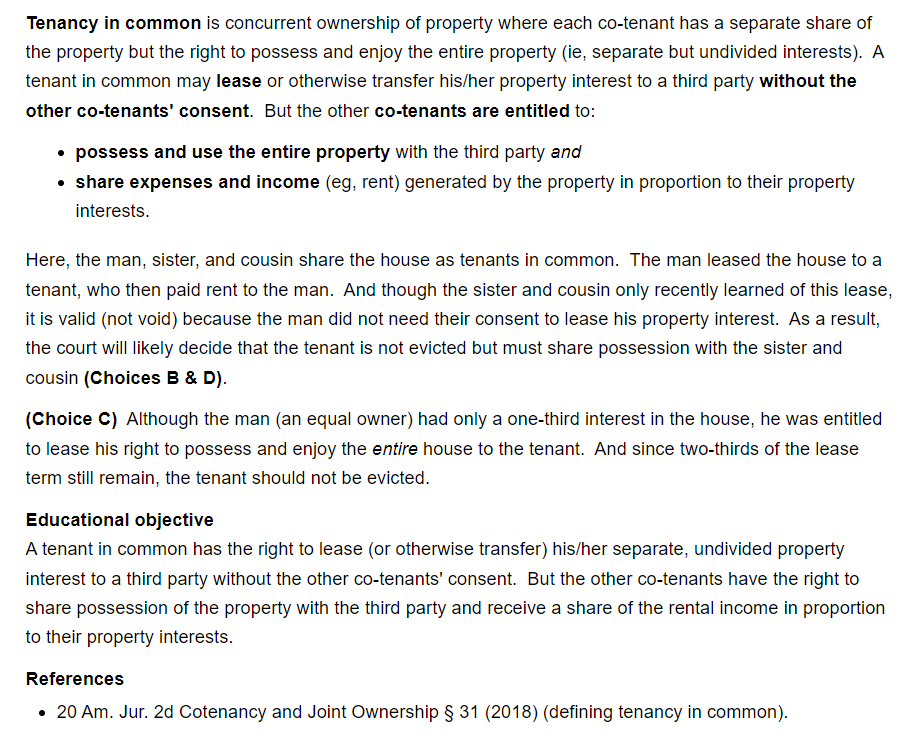 Tenancy in common is concurrent ownership of property where each co-tenant has a separate share of
the property but the right to possess and enjoy the entire property (ie, separate but undivided interests).  A
tenant in common may lease or otherwise transfer his/her property interest to a third party without the
other co-tenants' consent.  But the other co-tenants are entitled to:
• possess and use the entire property with the third party and
• share expenses and income (eg, rent) generated by the property in proportion to their property
interests.
Here, the man, sister, and cousin share the house as tenants in common.  The man leased the house to a
tenant, who then paid rent to the man.  And though the sister and cousin only recently learned of this lease,
it is valid (not void) because the man did not need their consent to lease his property interest.  As a result,
the court will likely decide that the tenant is not evicted but must share possession with the sister and
cousin (Choices B & D).
(Choice C)  Although the man (an equal owner) had only a one-third interest in the house, he was entitled
to lease his right to possess and enjoy the entire house to the tenant.  And since two-thirds of the lease
term still remain, the tenant should not be evicted.
Educational objective
A tenant in common has the right to lease (or otherwise transfer) his/her separate, undivided property
interest to a third party without the other co-tenants' consent.  But the other co-tenants have the right to
share possession of the property with the third party and receive a share of the rental income in proportion
to their property interests.
References
• 20 Am. Jur. 2d Cotenancy and Joint Ownership § 31 (2018) (defining tenancy in common).